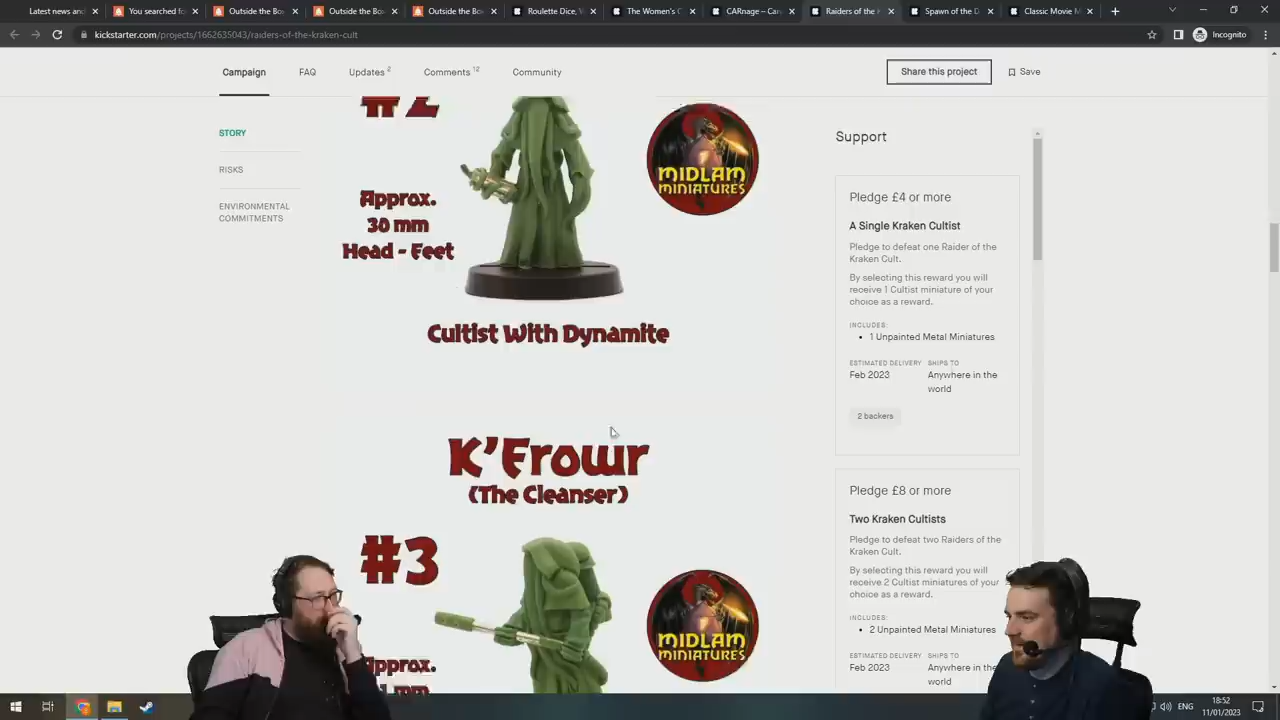 Latest news and
Outside the Box
You searched fo
Outside the Bo
Outside the Bo
Outside the Bo
Roulette Dice, V
The Women's C
CARnage – Car
Raiders of the K
Spawn of the D
Classic Movie M
kickstarter.com/projects/1662635043/raiders-of-the-kraken-cult
Incognito
Campaign
FAQ
Updates 2
Comments 12
Community
Share this project
Save
STORY
RISKS
ENVIRONMENTAL
COMMITMENTS
#2
Approx.
30 mm
Head - Feet
MIDLAM
MINIATURES
Cultist With Dynamite
K'Frowr
(The Cleanser)
#3
Approx.
mm
MIDLAM
MINIATURES
Support
Pledge £4 or more
A Single Kraken Cultist
Pledge to defeat one Raider of the
Kraken Cult.
By selecting this reward you will
receive 1 Cultist miniature of your
choice as a reward.
INCLUDES:
1 Unpainted Metal Miniatures
ESTIMATED DELIVERY
Feb 2023
SHIPS TO
Anywhere in the
world
2 backers
Pledge £8 or more
Two Kraken Cultists
Pledge to defeat two Raiders of the
Kraken Cult.
By selecting this reward you will
receive 2 Cultist miniatures of your
choice as a reward.
INCLUDES:
2 Unpainted Metal Miniatures
ESTIMATED DELIVERY
Feb 2023
SHIPS TO
Anywhere in the
world
ENG
18:52
11/01/2023